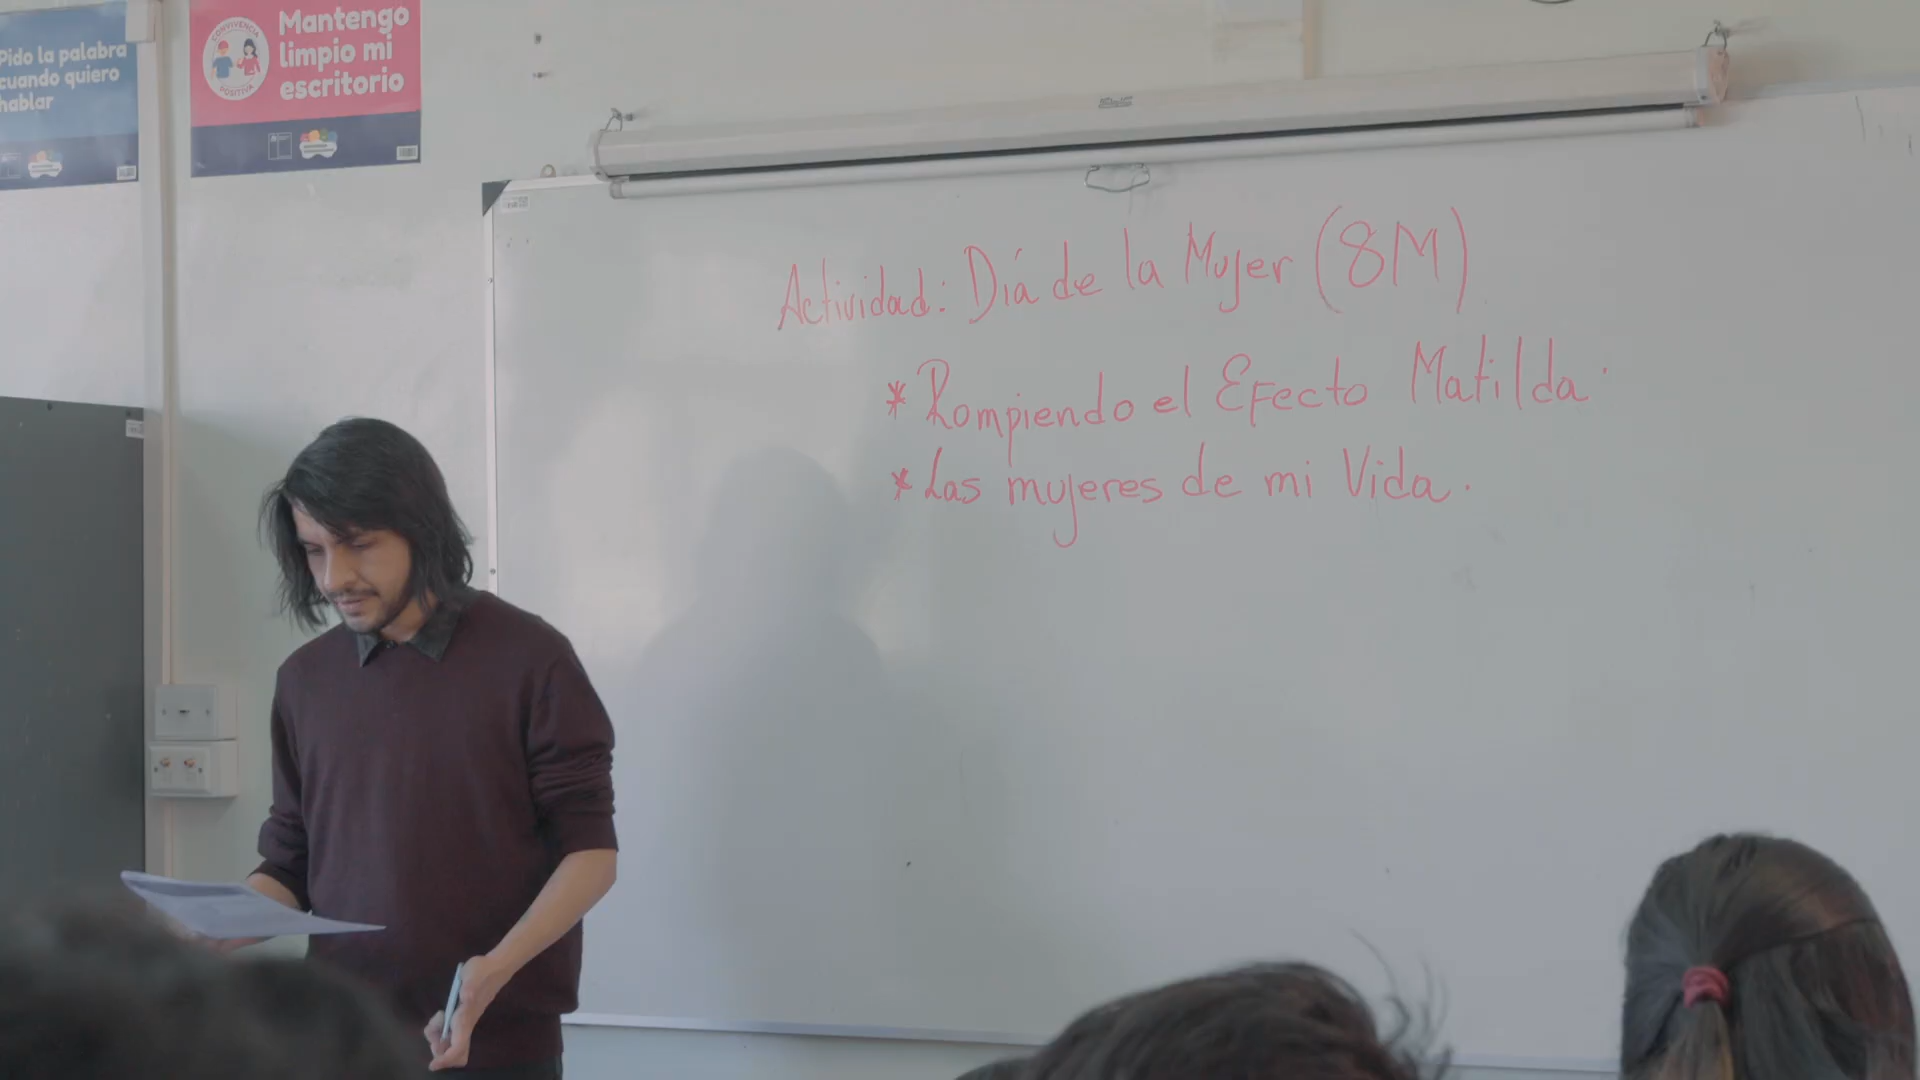 Pido la palabra
cuando quiero
hablar
CONVIVENCIA
POSITIVA
Mantengo
limpio mi
escritorio
Actividad: Día de la Mujer (8M)
* Rompiendo el Efecto Matilda.
* Las mujeres de mi Vida.